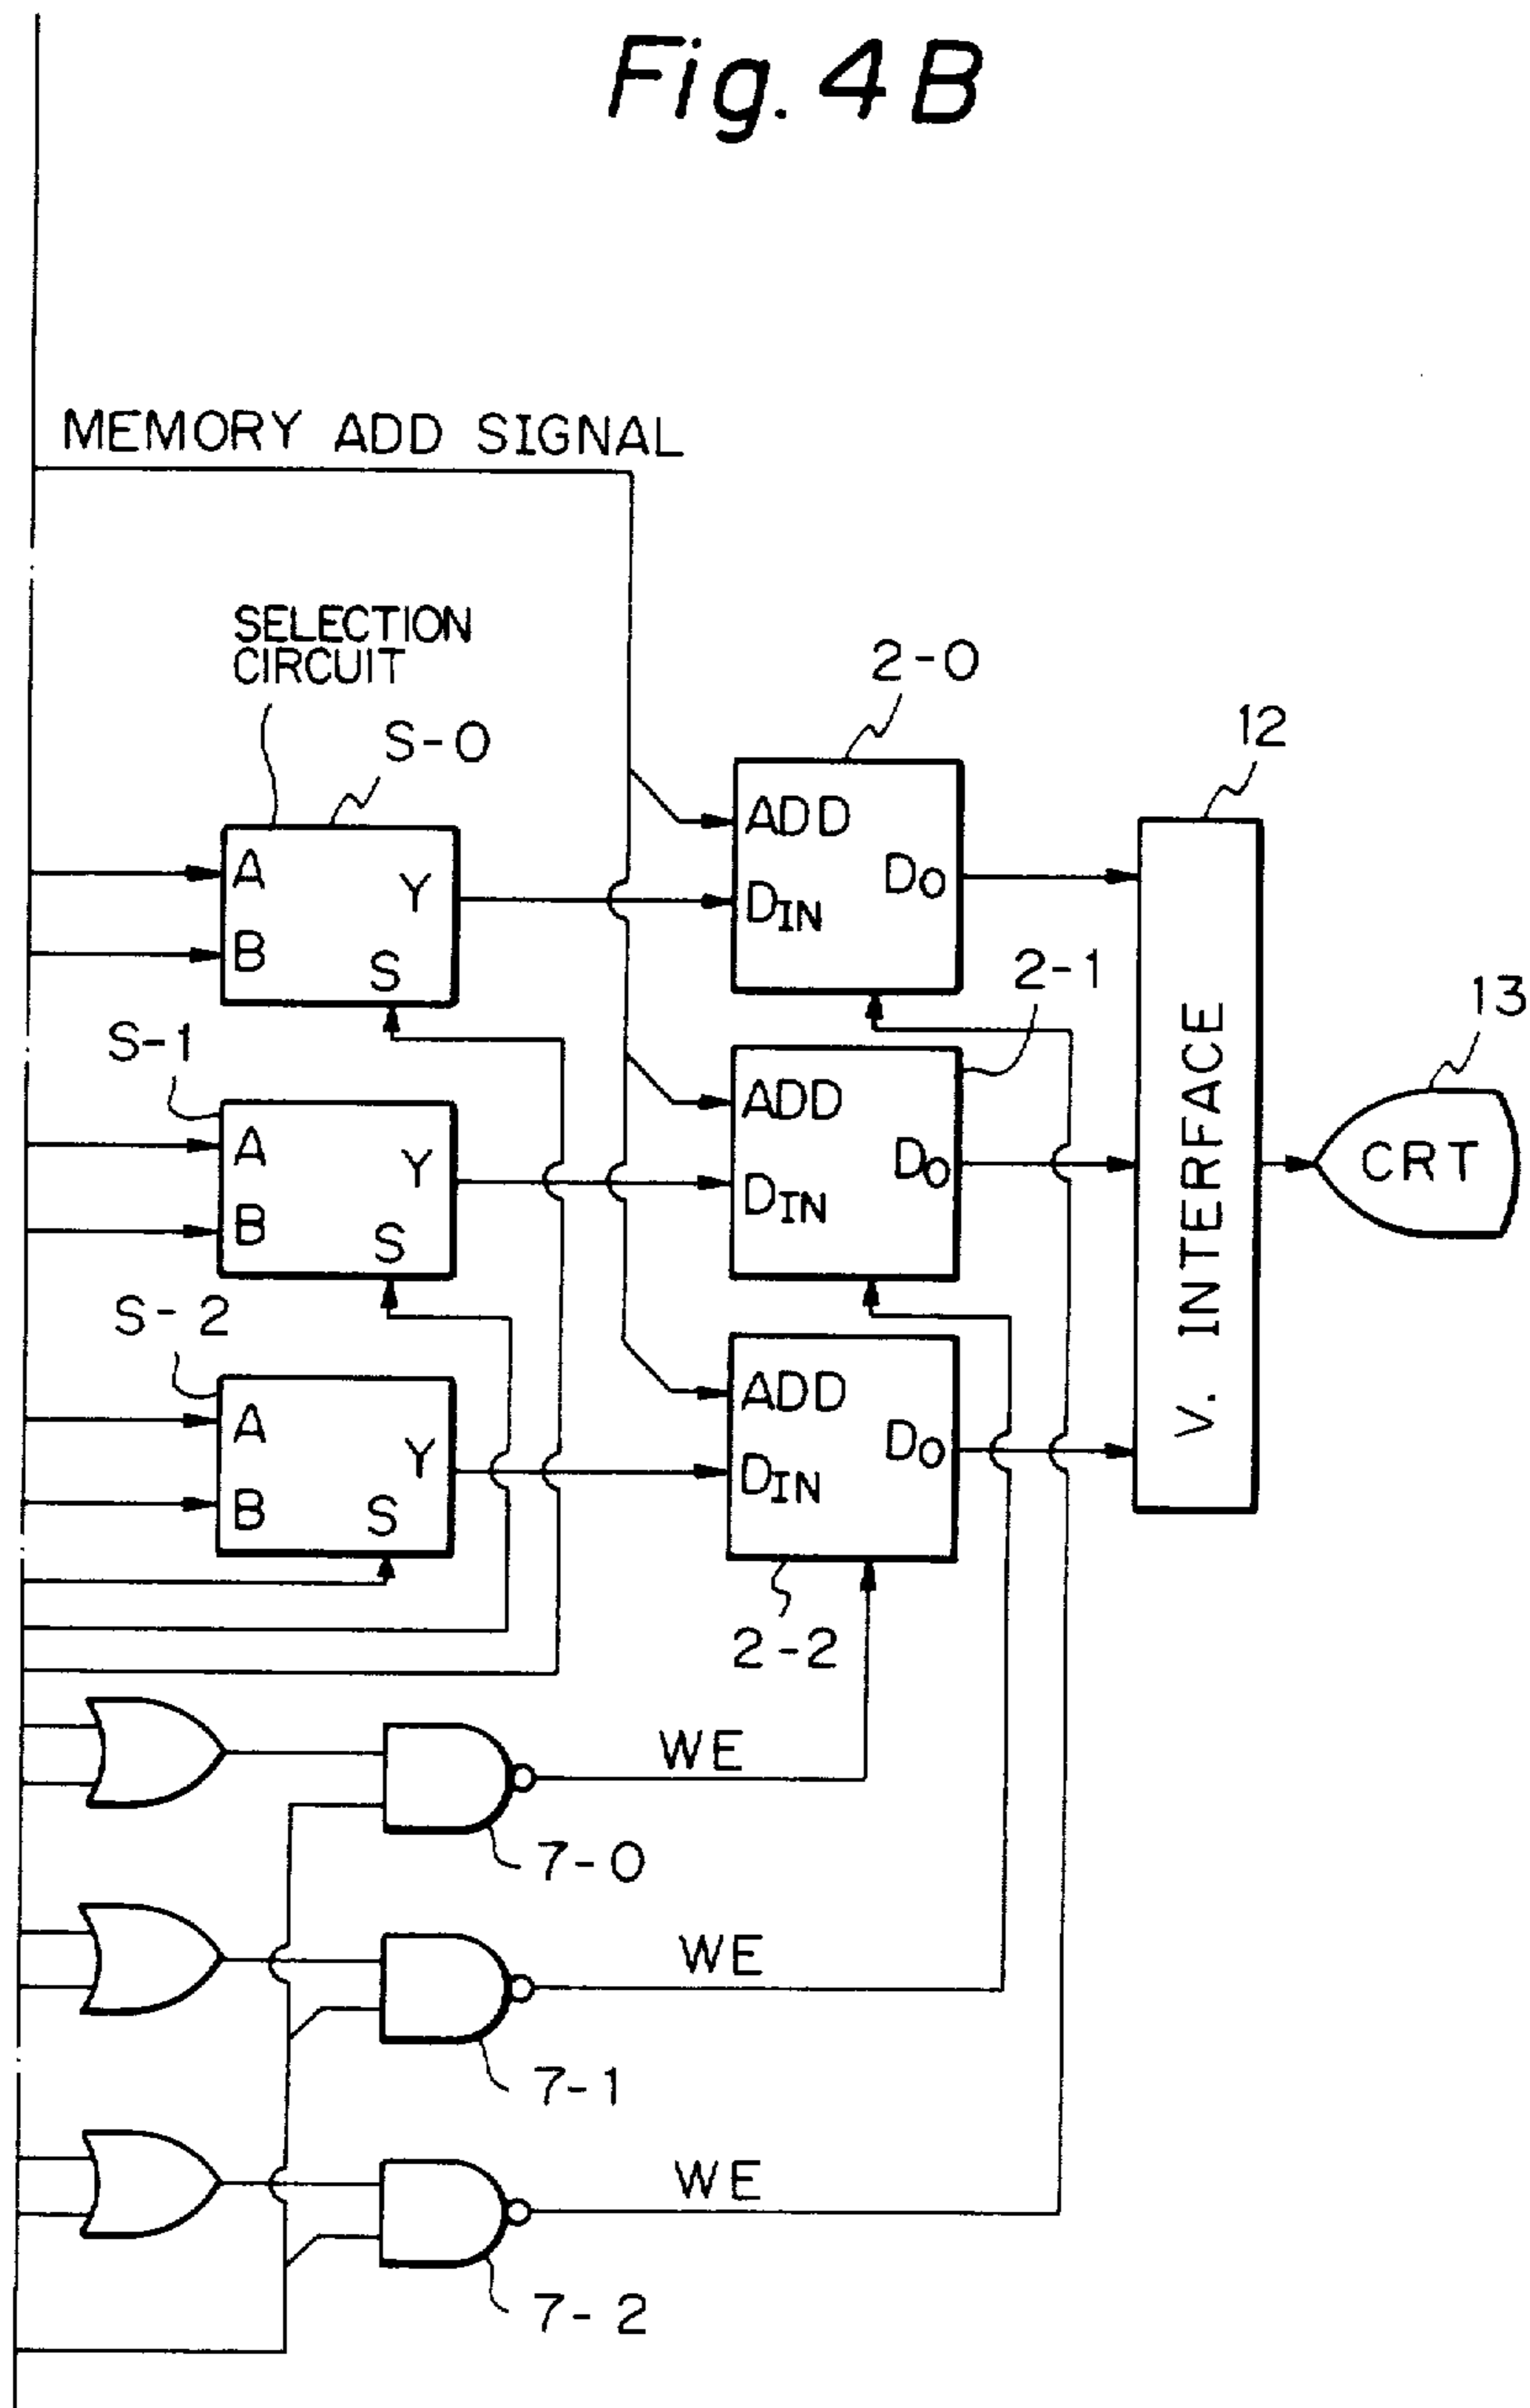 Fig. 4B
MEMORY ADD SIGNAL
SELECTION
CIRCUIT
S-0
2-0
12
A
B
Y
S
ADD
DIN
DO
S-1
2-1
13
A
B
Y
S
ADD
DIN
DO
V. INTERFACE
CRT
S-2
A
B
Y
S
ADD
DIN
DO
2-2
WE
7-0
WE
7-1
WE
7-2